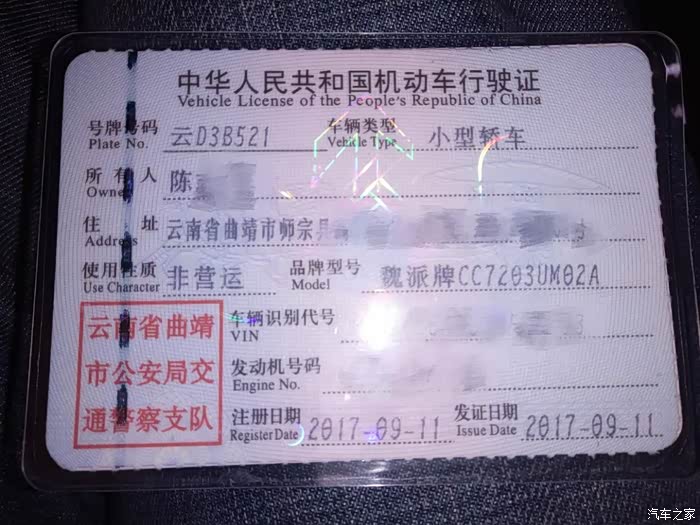 中华人民共和国机动车行驶证
Vehicle License of the People's Republic of China
号牌号码 云D3B521 车辆类型 小型轿车
Plate No. Vehicle Type
所有人 陈
Owner
住址 云南省曲靖市师宗县
Address
使用性质 非营运 品牌型号 魏派牌CC7203UM02A
Use Character Model
云南省曲靖
市公安局交
通警察支队
车辆识别代号
VIN
发动机号码
Engine No.
注册日期 2017-09-11 发证日期 2017-09-11
Register Date Issue Date
汽车之家